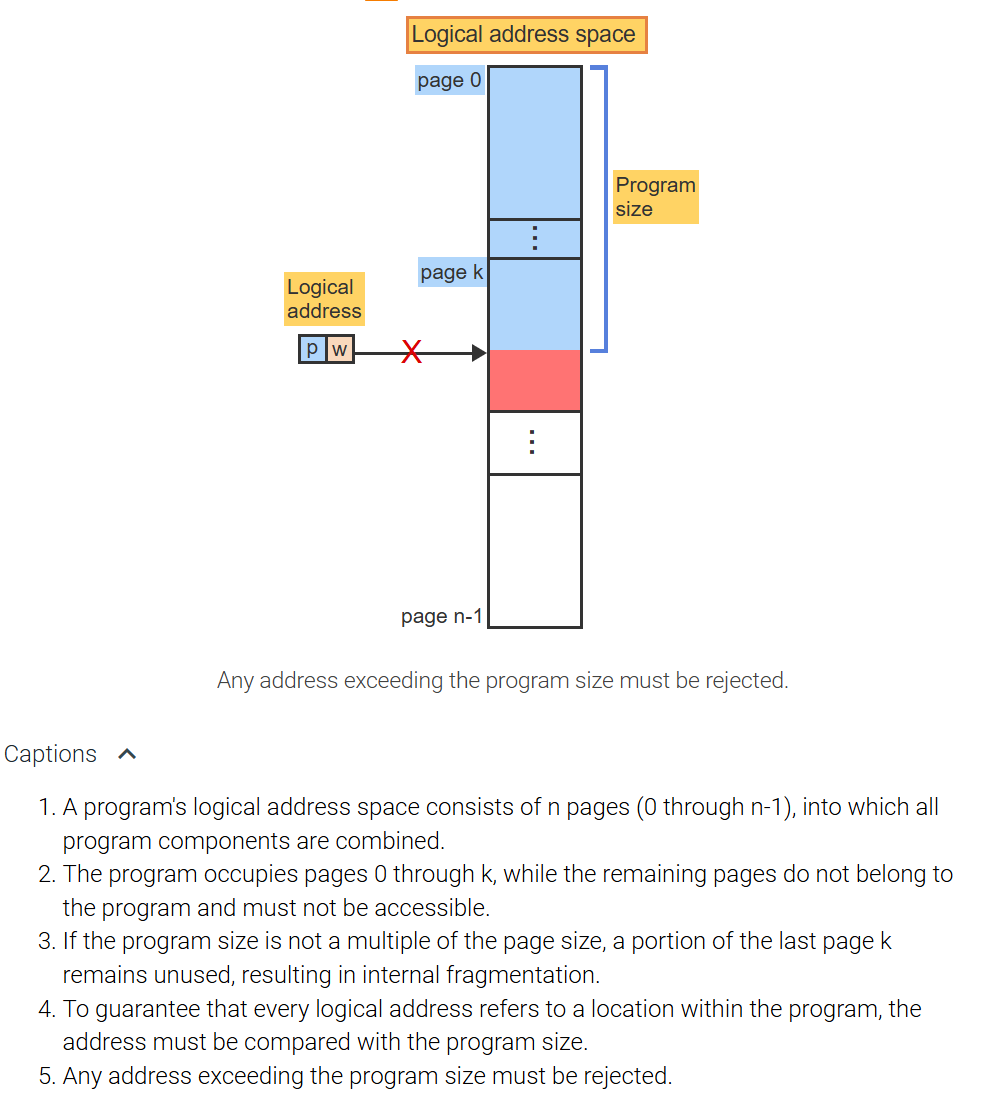 Logical address space
page 0
Program
size
⋮
page k
Logical
address
p w
X
⋮
page n-1
Any address exceeding the program size must be rejected.
Captions
1. A program's logical address space consists of n pages (0 through n-1), into which all
program components are combined.
2. The program occupies pages 0 through k, while the remaining pages do not belong to
the program and must not be accessible.
3. If the program size is not a multiple of the page size, a portion of the last page k
remains unused, resulting in internal fragmentation.
4. To guarantee that every logical address refers to a location within the program, the
address must be compared with the program size.
5. Any address exceeding the program size must be rejected.